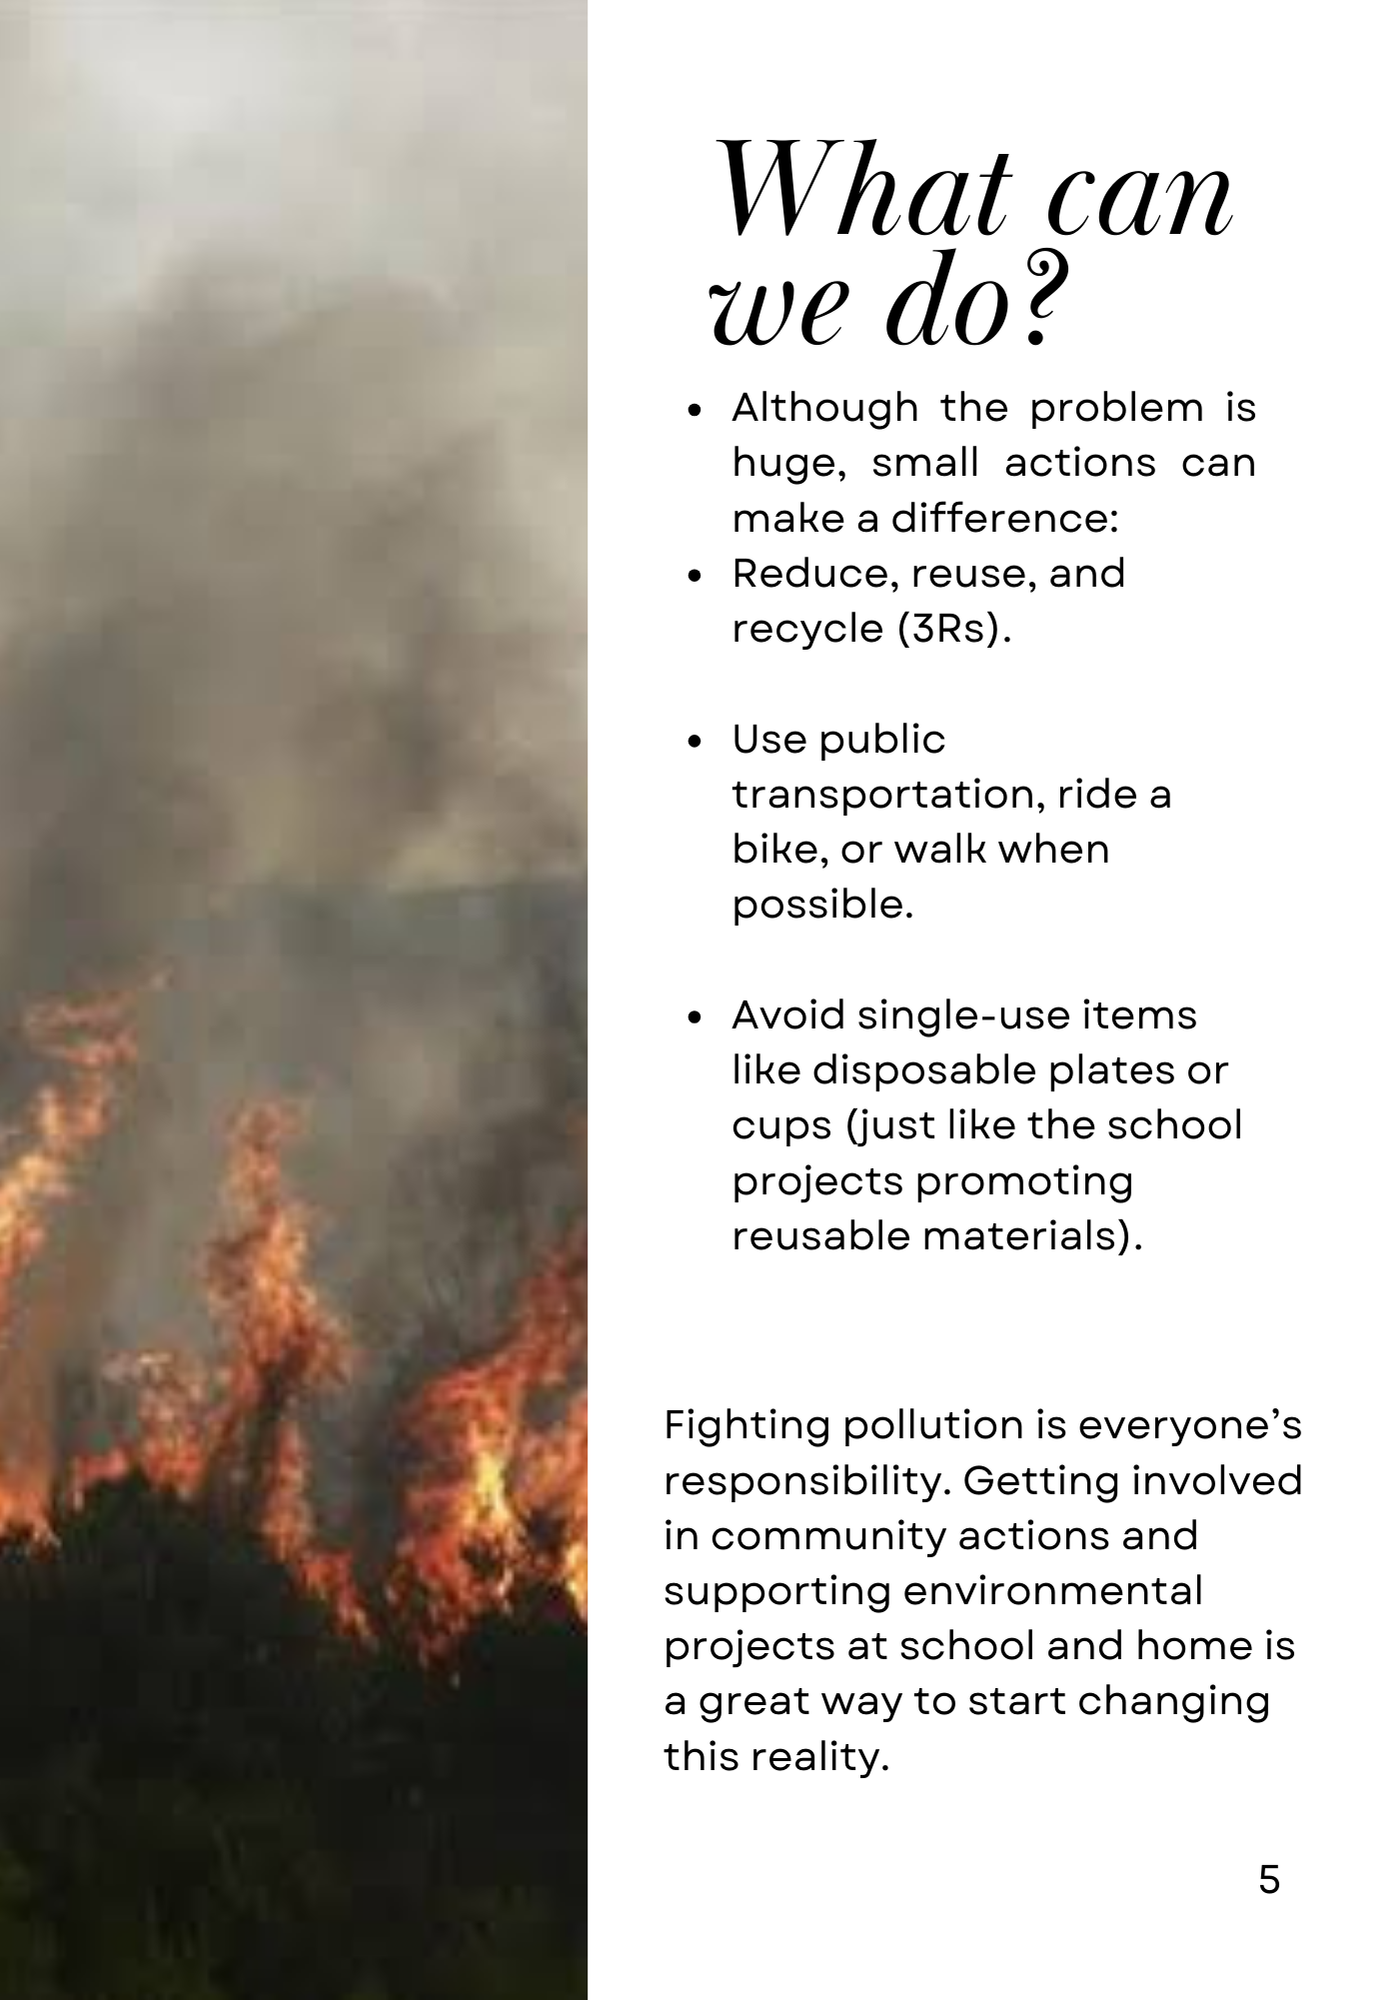 What can
we do?
• Although the problem is
huge, small actions can
make a difference:
• Reduce, reuse, and
recycle (3Rs).
• Use public
transportation, ride a
bike, or walk when
possible.
• Avoid single-use items
like disposable plates or
cups (just like the school
projects promoting
reusable materials).
Fighting pollution is everyone’s
responsibility. Getting involved
in community actions and
supporting environmental
projects at school and home is
a great way to start changing
this reality.
5